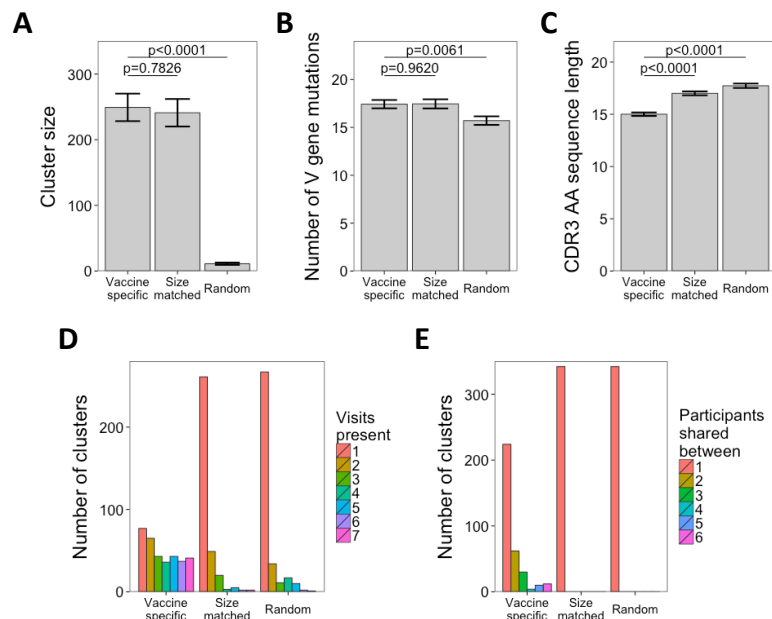 A
B
C
Cluster size
300
200
100
0
p<0.0001
p=0.7826
Vaccine
specific
Size
matched
Random
Number of V gene mutations
20
15
10
5
0
p=0.0061
p=0.9620
Vaccine
specific
Size
matched
Random
CDR3 AA sequence length
20
15
10
5
0
p<0.0001
p<0.0001
Vaccine
specific
Size
matched
Random
D
E
Number of clusters
200
100
0
Vaccine
specific
Size
matched
Random
Visits
present
1
2
3
4
5
6
7
Number of clusters
300
200
100
0
Vaccine
specific
Size
matched
Random
Participants
shared
between
1
2
3
4
5
6